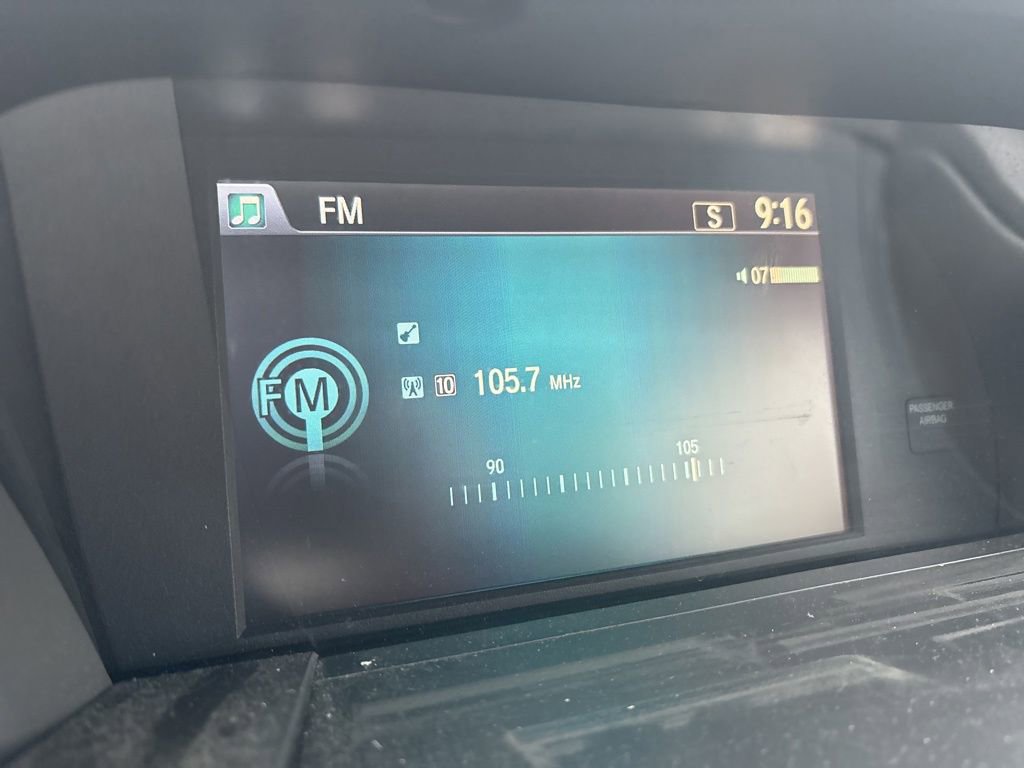 FM S 9:16
07
FM
10 105.7 MHz
90 105
PASSENGER
AIRBAG